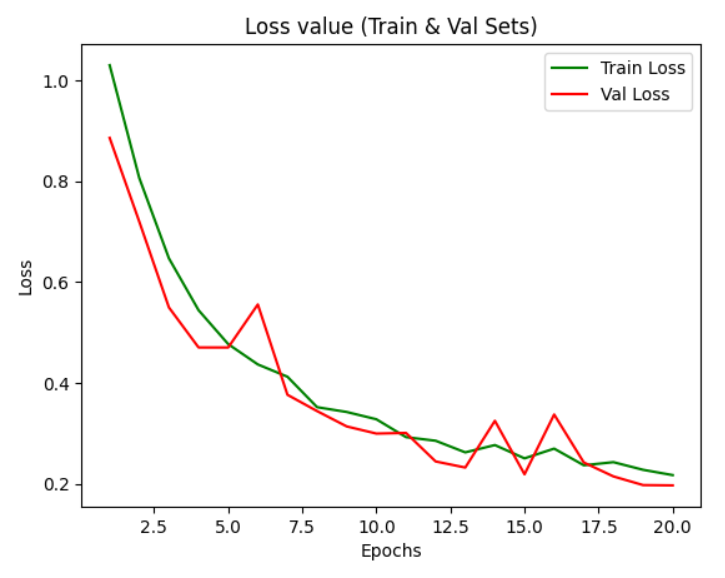 Loss value (Train & Val Sets)
Train Loss
Val Loss
1.0
0.8
0.6
0.4
0.2
Loss
2.5 5.0 7.5 10.0 12.5 15.0 17.5 20.0
Epochs